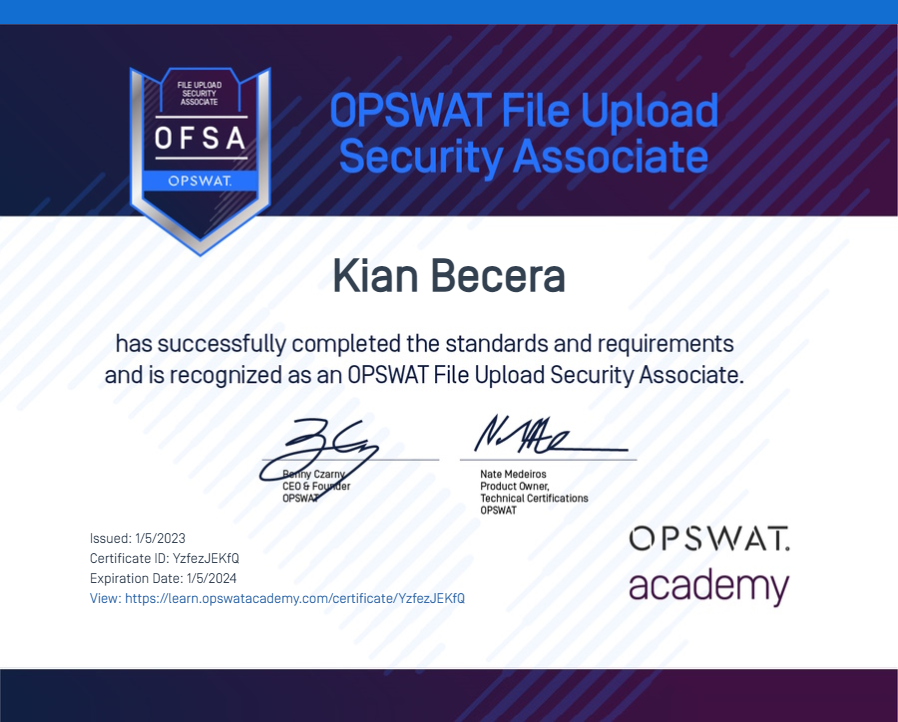 FILE UPLOAD
SECURITY
ASSOCIATE
OFSA
OPSWAT.
OPSWAT File Upload
Security Associate
Kian Becera
has successfully completed the standards and requirements
and is recognized as an OPSWAT File Upload Security Associate.
Benny Czarny
CEO & Founder
OPSWAT
Nate Medeiros
Product Owner,
Technical Certifications
OPSWAT
Issued: 1/5/2023
Certificate ID: YzfezJEKfQ
Expiration Date: 1/5/2024
View: https://learn.opswatacademy.com/certificate/YzfezJEKfQ
OPSWAT.
academy